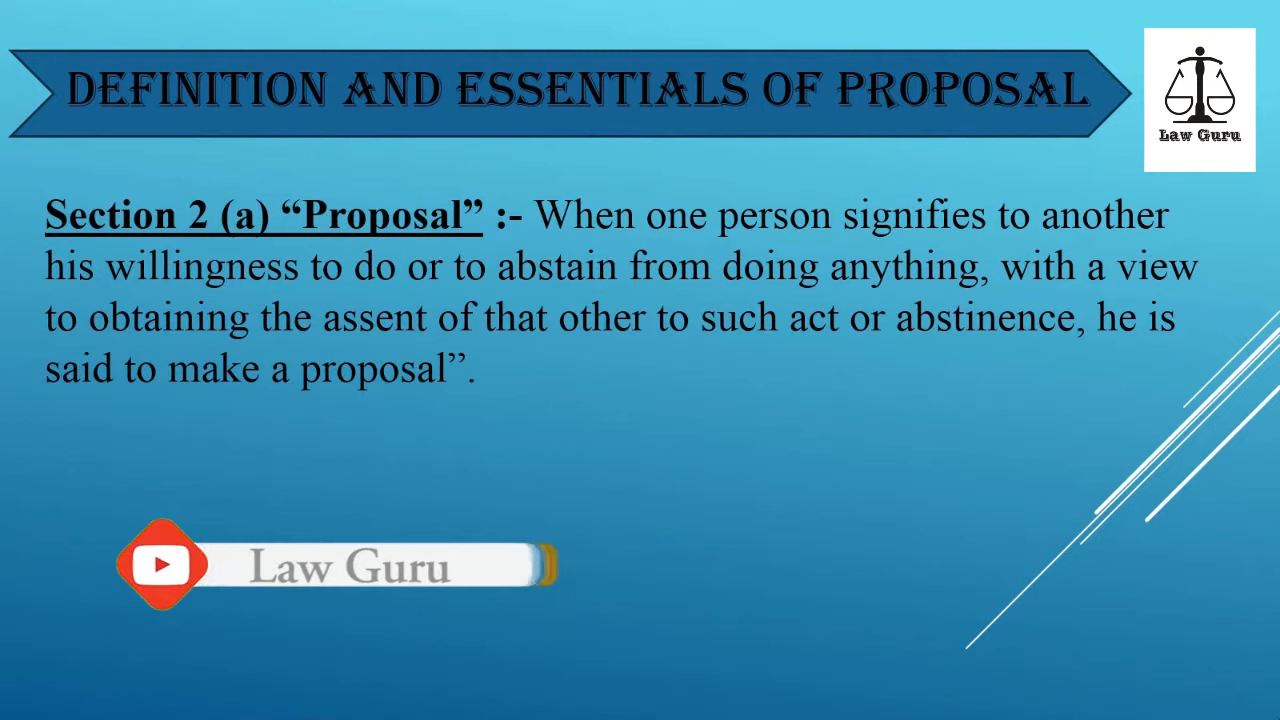 DEFINITION AND ESSENTIALS OF PROPOSAL
Law Guru
Section 2 (a) “Proposal” :- When one person signifies to another
his willingness to do or to abstain from doing anything, with a view
to obtaining the assent of that other to such act or abstinence, he is
said to make a proposal”.
Law Guru